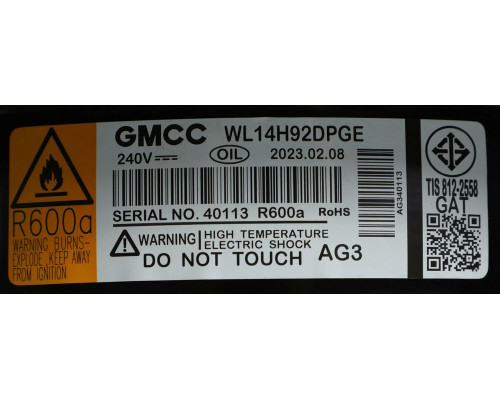 GMCC WL14H92DPGE
240V⎓ OIL 2023.02.08
SERIAL NO. 40113 R600a RoHS
WARNING HIGH TEMPERATURE
ELECTRIC SHOCK
DO NOT TOUCH AG3
R600a
WARNING BURNS-
EXPLODE, KEEP AWAY
FROM IGNITION
AG340113
TIS 812-2558
GAT